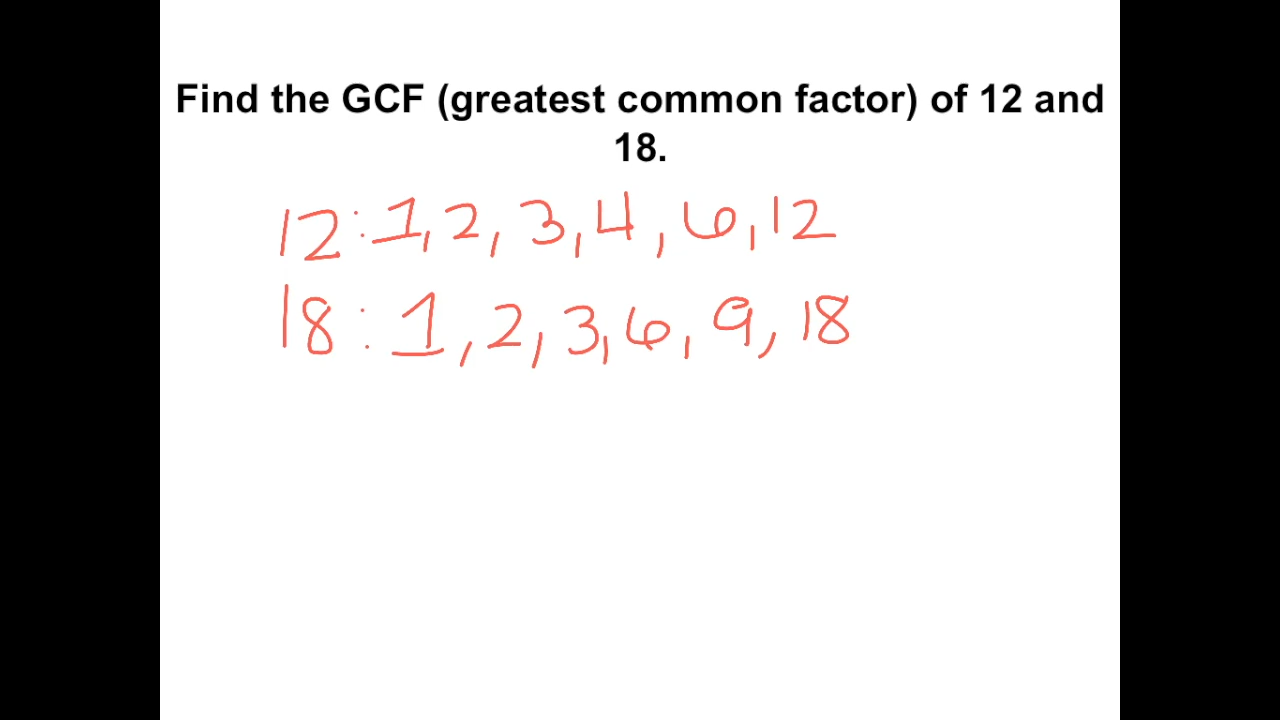 Find the GCF (greatest common factor) of 12 and
18.
12: 1, 2, 3, 4, 6, 12
18: 1, 2, 3, 6, 9, 18